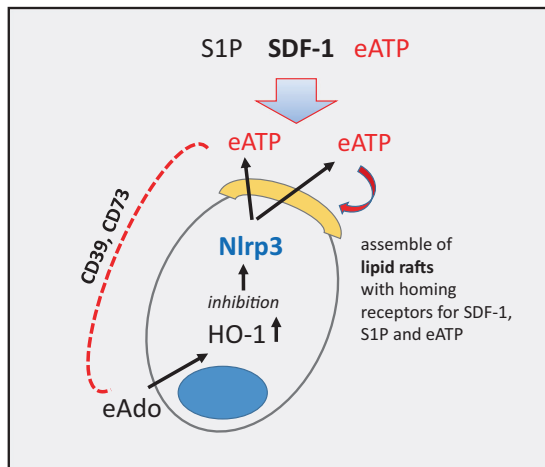 S1P SDF-1 eATP
eATP eATP
CD39, CD73
Nlrp3
inhibition
HO-1
eAdo
assemble of
lipid rafts
with homing
receptors for SDF-1,
S1P and eATP